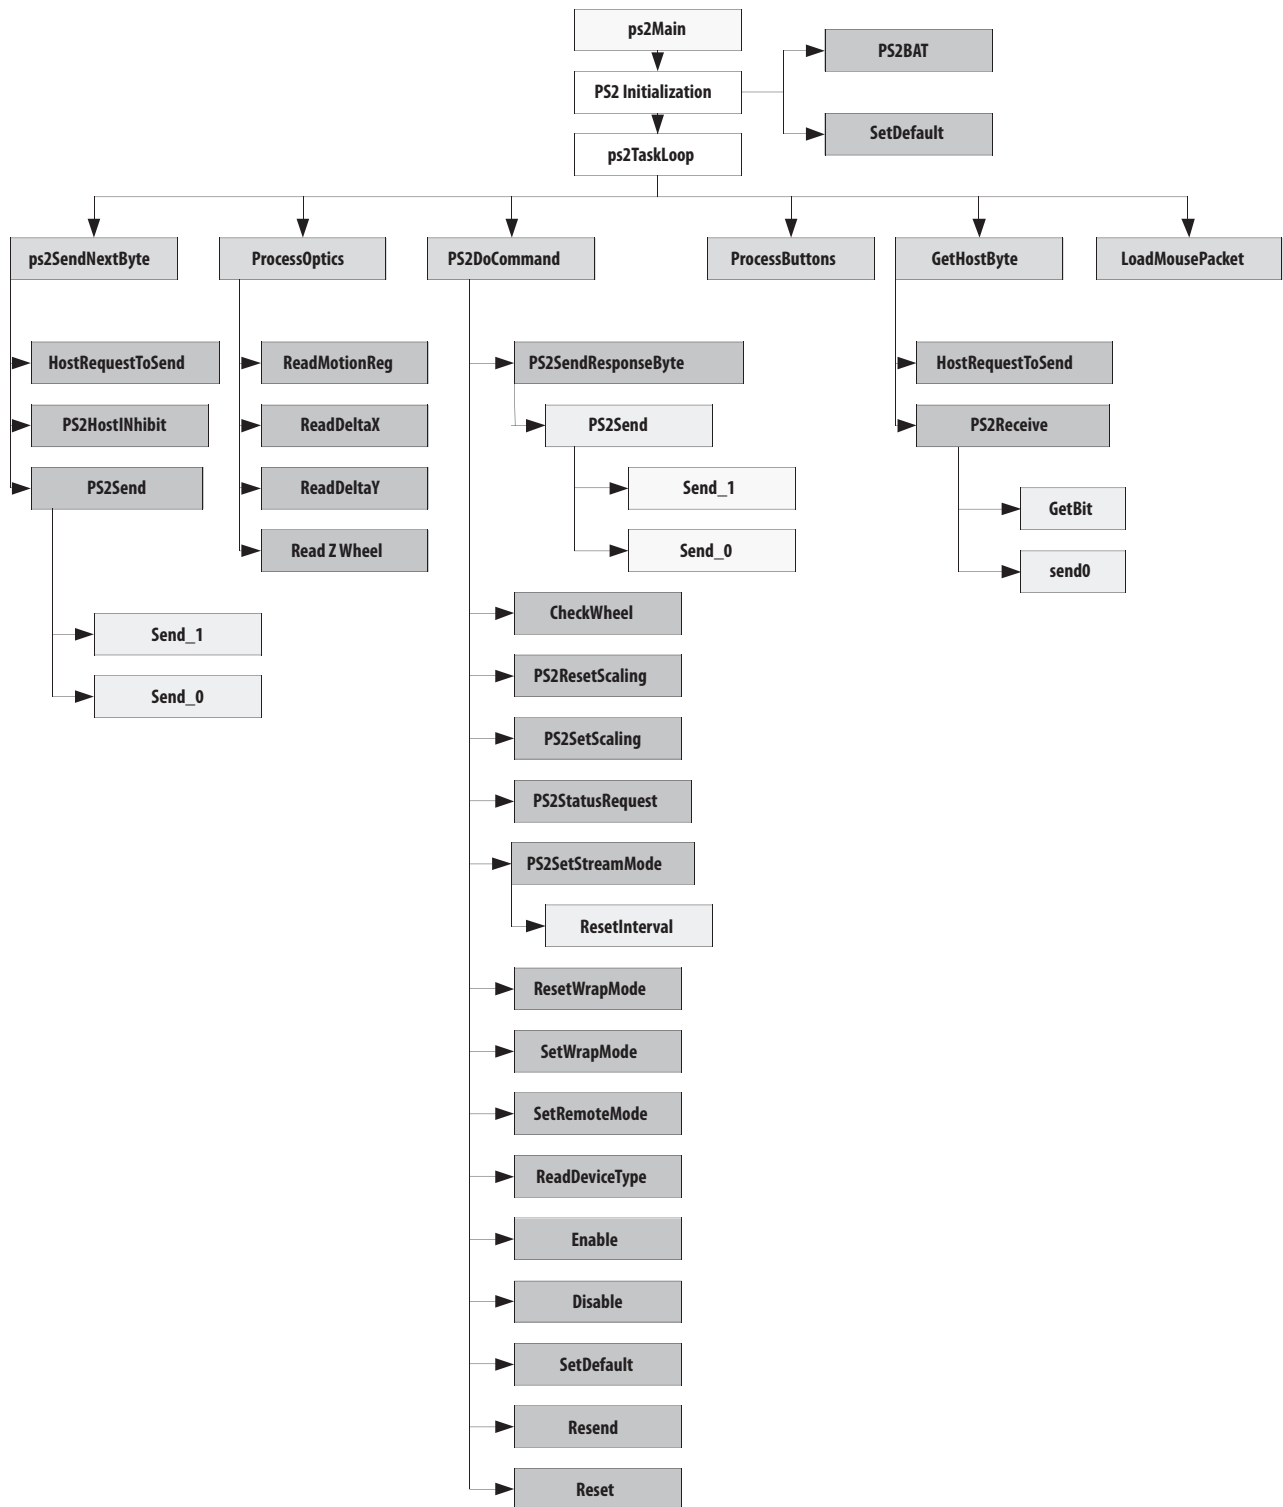 ps2Main
PS2BAT
PS2 Initialization
SetDefault
ps2TaskLoop
ps2SendNextByte
ProcessOptics
PS2DoCommand
ProcessButtons
GetHostByte
LoadMousePacket
HostRequestToSend
ReadMotionReg
PS2SendResponseByte
HostRequestToSend
PS2HostINhibit
ReadDeltaX
PS2Send
PS2Receive
PS2Send
ReadDeltaY
Send_1
GetBit
Read Z Wheel
Send_0
send0
CheckWheel
Send_1
PS2ResetScaling
Send_0
PS2SetScaling
PS2StatusRequest
PS2SetStreamMode
ResetInterval
ResetWrapMode
SetWrapMode
SetRemoteMode
ReadDeviceType
Enable
Disable
SetDefault
Resend
Reset